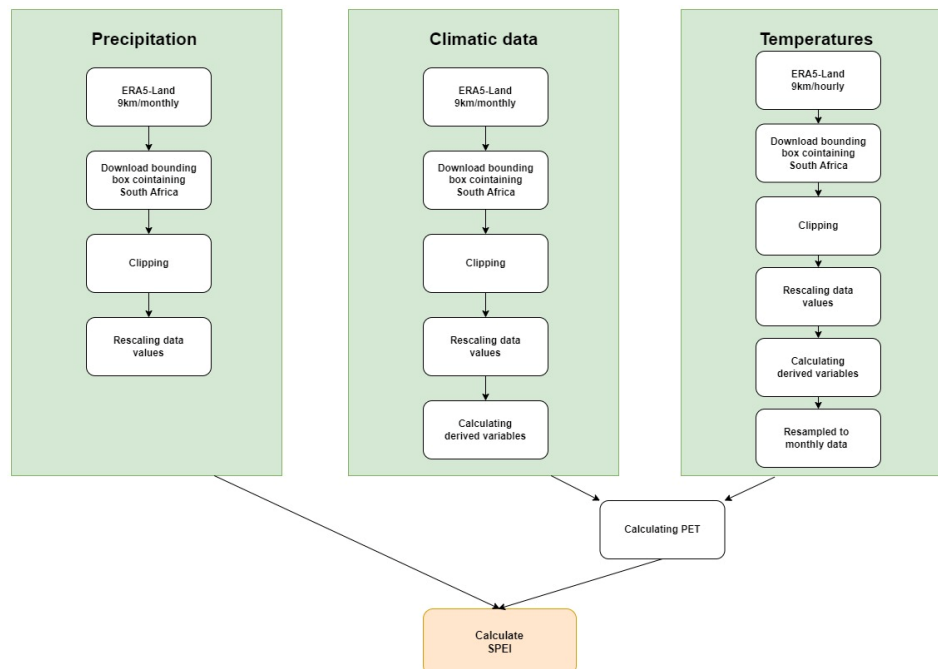 Precipitation
ERA5-Land
9km/monthly
Download bounding
box cointaining
South Africa
Clipping
Rescaling data
values
Climatic data
ERA5-Land
9km/monthly
Download bounding
box cointaining
South Africa
Clipping
Rescaling data
values
Calculating
derived variables
Temperatures
ERA5-Land
9km/hourly
Download bounding
box cointaining
South Africa
Clipping
Rescaling data
values
Calculating
derived variables
Resampled to
monthly data
Calculating PET
Calculate
SPEI